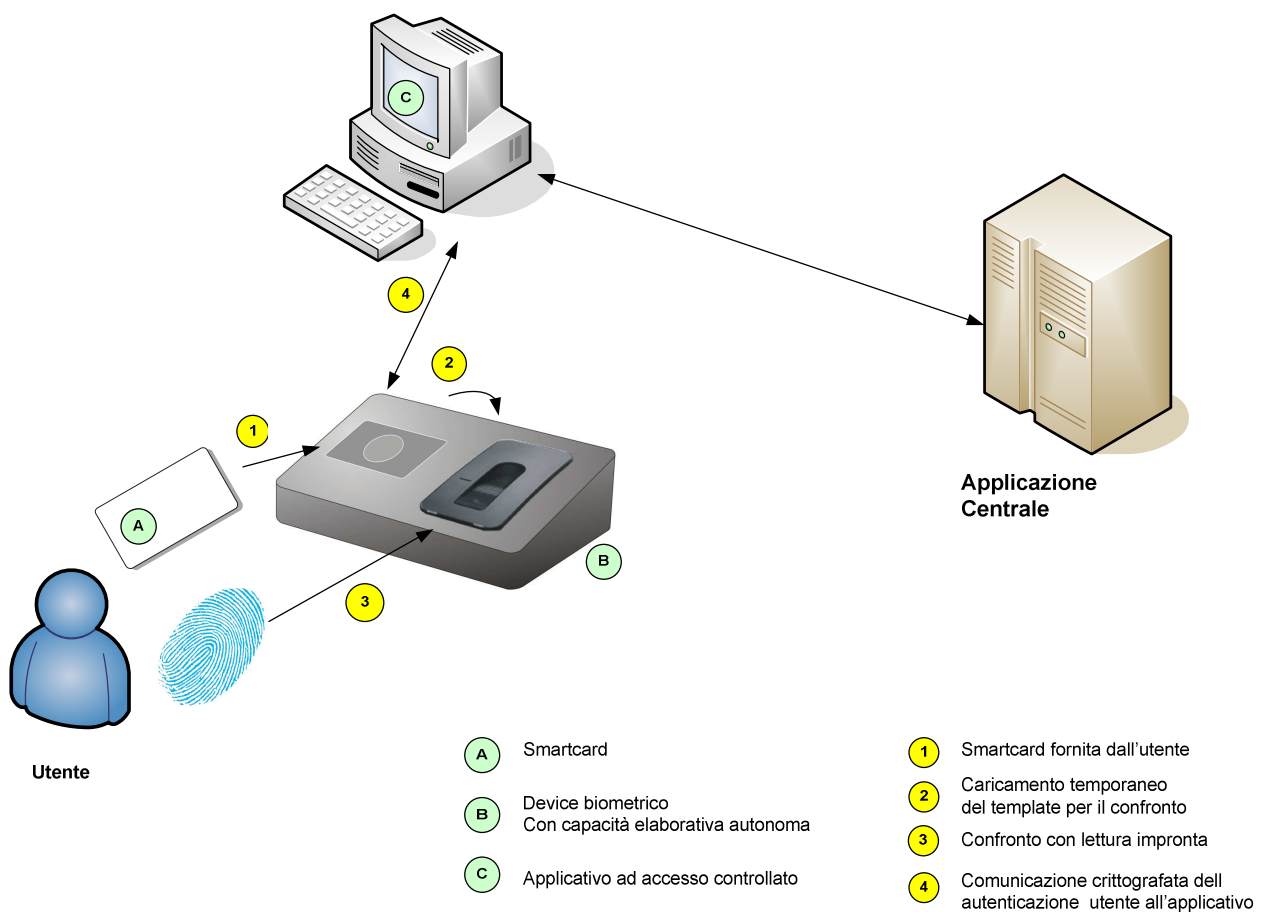 C
4
2
1
A
B
3
Applicazione
Centrale
Utente
A
Smartcard
B
Device biometrico
Con capacità elaborativa autonoma
C
Applicativo ad accesso controllato
1
Smartcard fornita dall'utente
2
Caricamento temporaneo
del template per il confronto
3
Confronto con lettura impronta
4
Comunicazione crittografata dell
autenticazione  utente all'applicativo